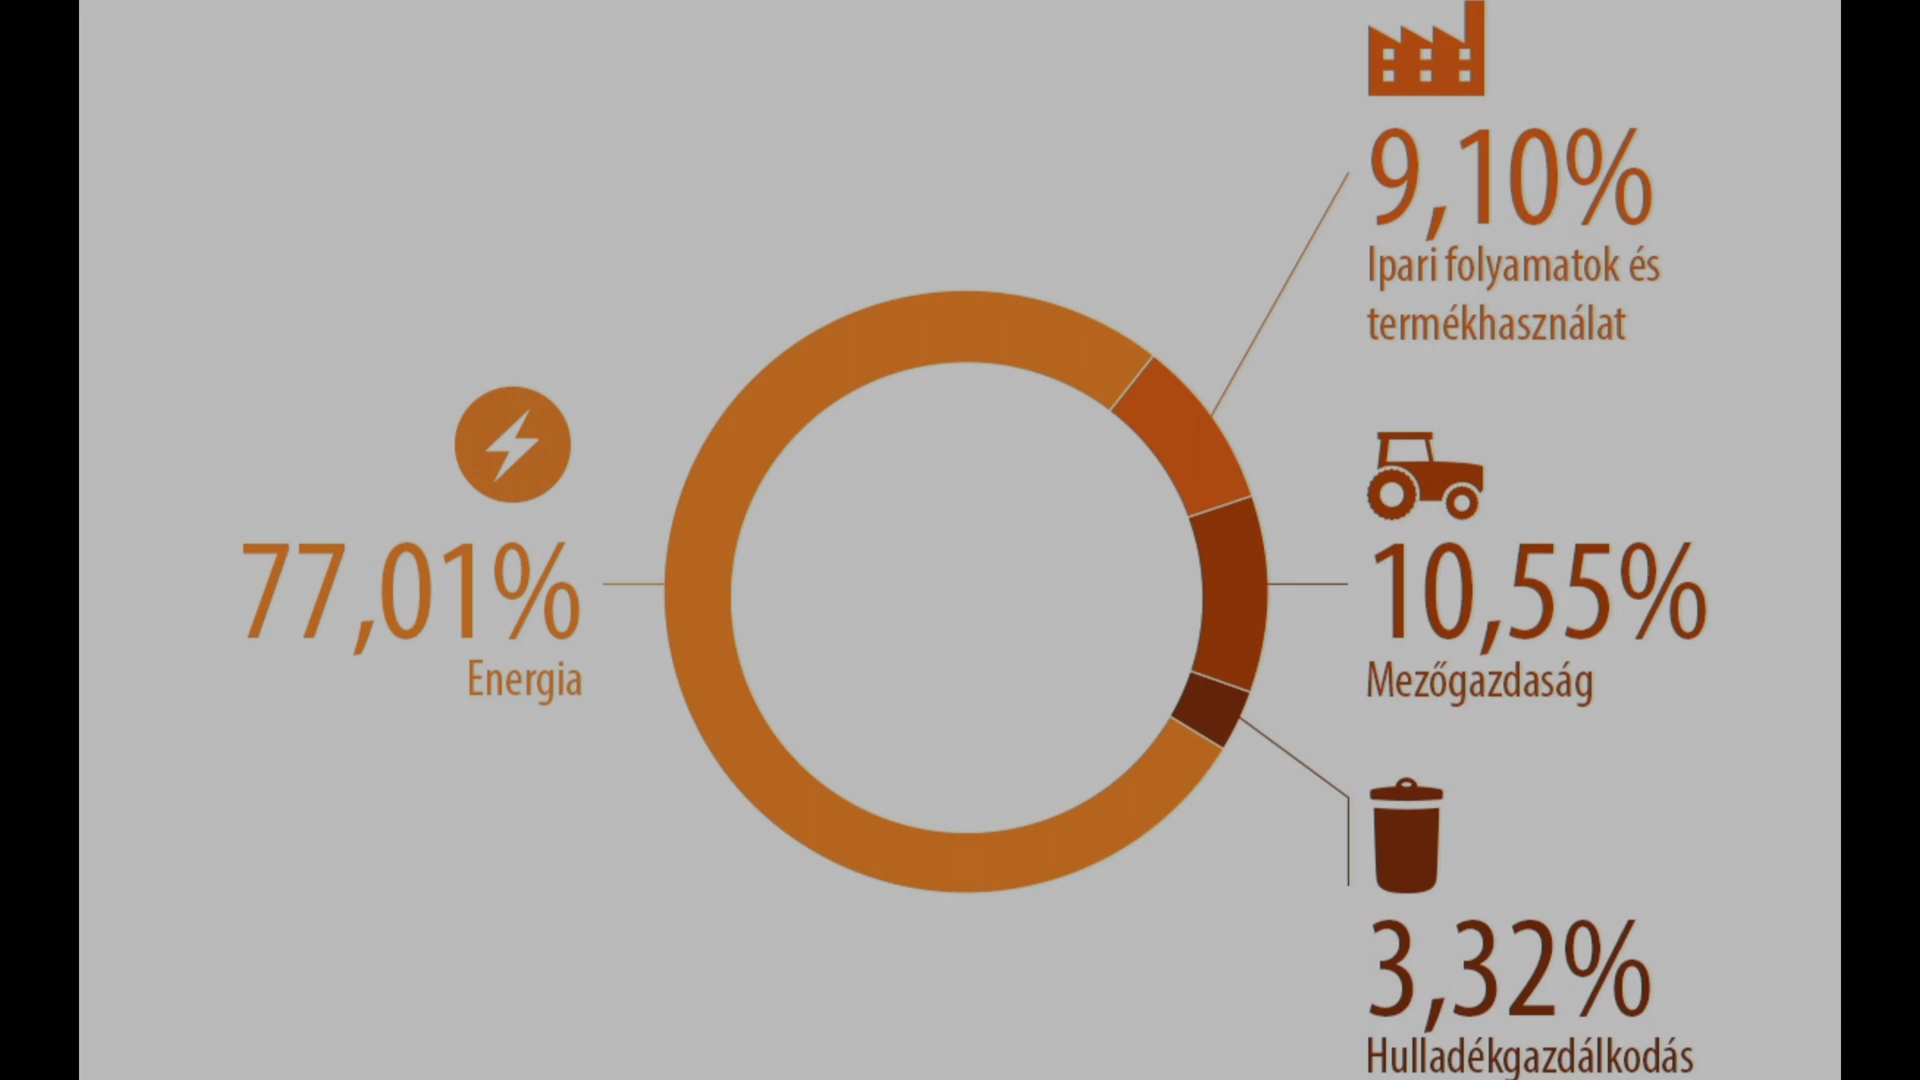 9,10%
Ipari folyamatok és
termékhasználat
77,01%
Energia
10,55%
Mezőgazdaság
3,32%
Hulladékgazdálkodás